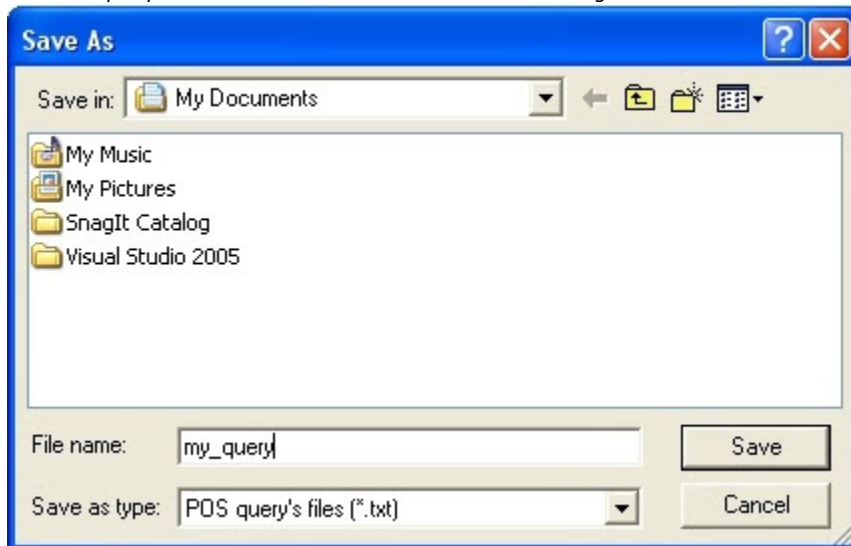 Save As
Save in: My Documents
My Music
My Pictures
SnagIt Catalog
Visual Studio 2005
File name: my_query Save
Save as type: POS query's files (*.txt) Cancel